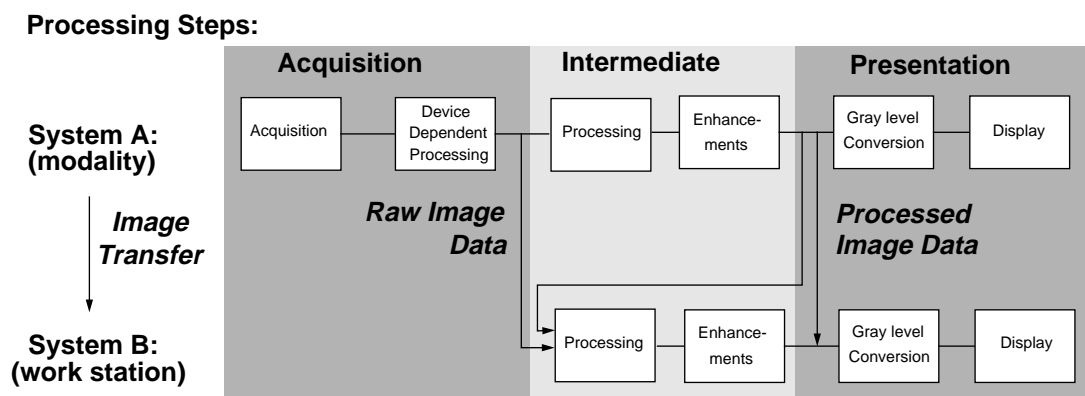 Processing Steps:
Acquisition
Intermediate
Presentation
System A:
(modality)
Acquisition
Device
Dependent
Processing
Processing
Enhance-
ments
Gray level
Conversion
Display
Image
Transfer
Raw Image
Data
Processed
Image Data
System B:
(work station)
Processing
Enhance-
ments
Gray level
Conversion
Display